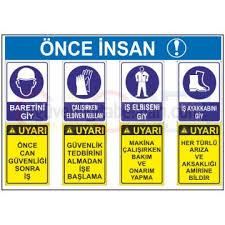 ÖNCE İNSAN
BARETİNİ
GİY
ÇALIŞIRKEN
ELDİVEN KULLAN
İŞ ELBİSENİ
GİY
İŞ AYAKKABINI
GİY
UYARI
ÖNCE
CAN
GÜVENLİĞİ
SONRA
İŞ
UYARI
GÜVENLİK
TEDBİRİNİ
ALMADAN
İŞE
BAŞLAMA
UYARI
MAKİNA
ÇALIŞIRKEN
BAKIM
VE
ONARIM
YAPMA
UYARI
HER TÜRLÜ
ARIZA
VE
AKSAKLIĞI
AMİRİNE
BİLDİR